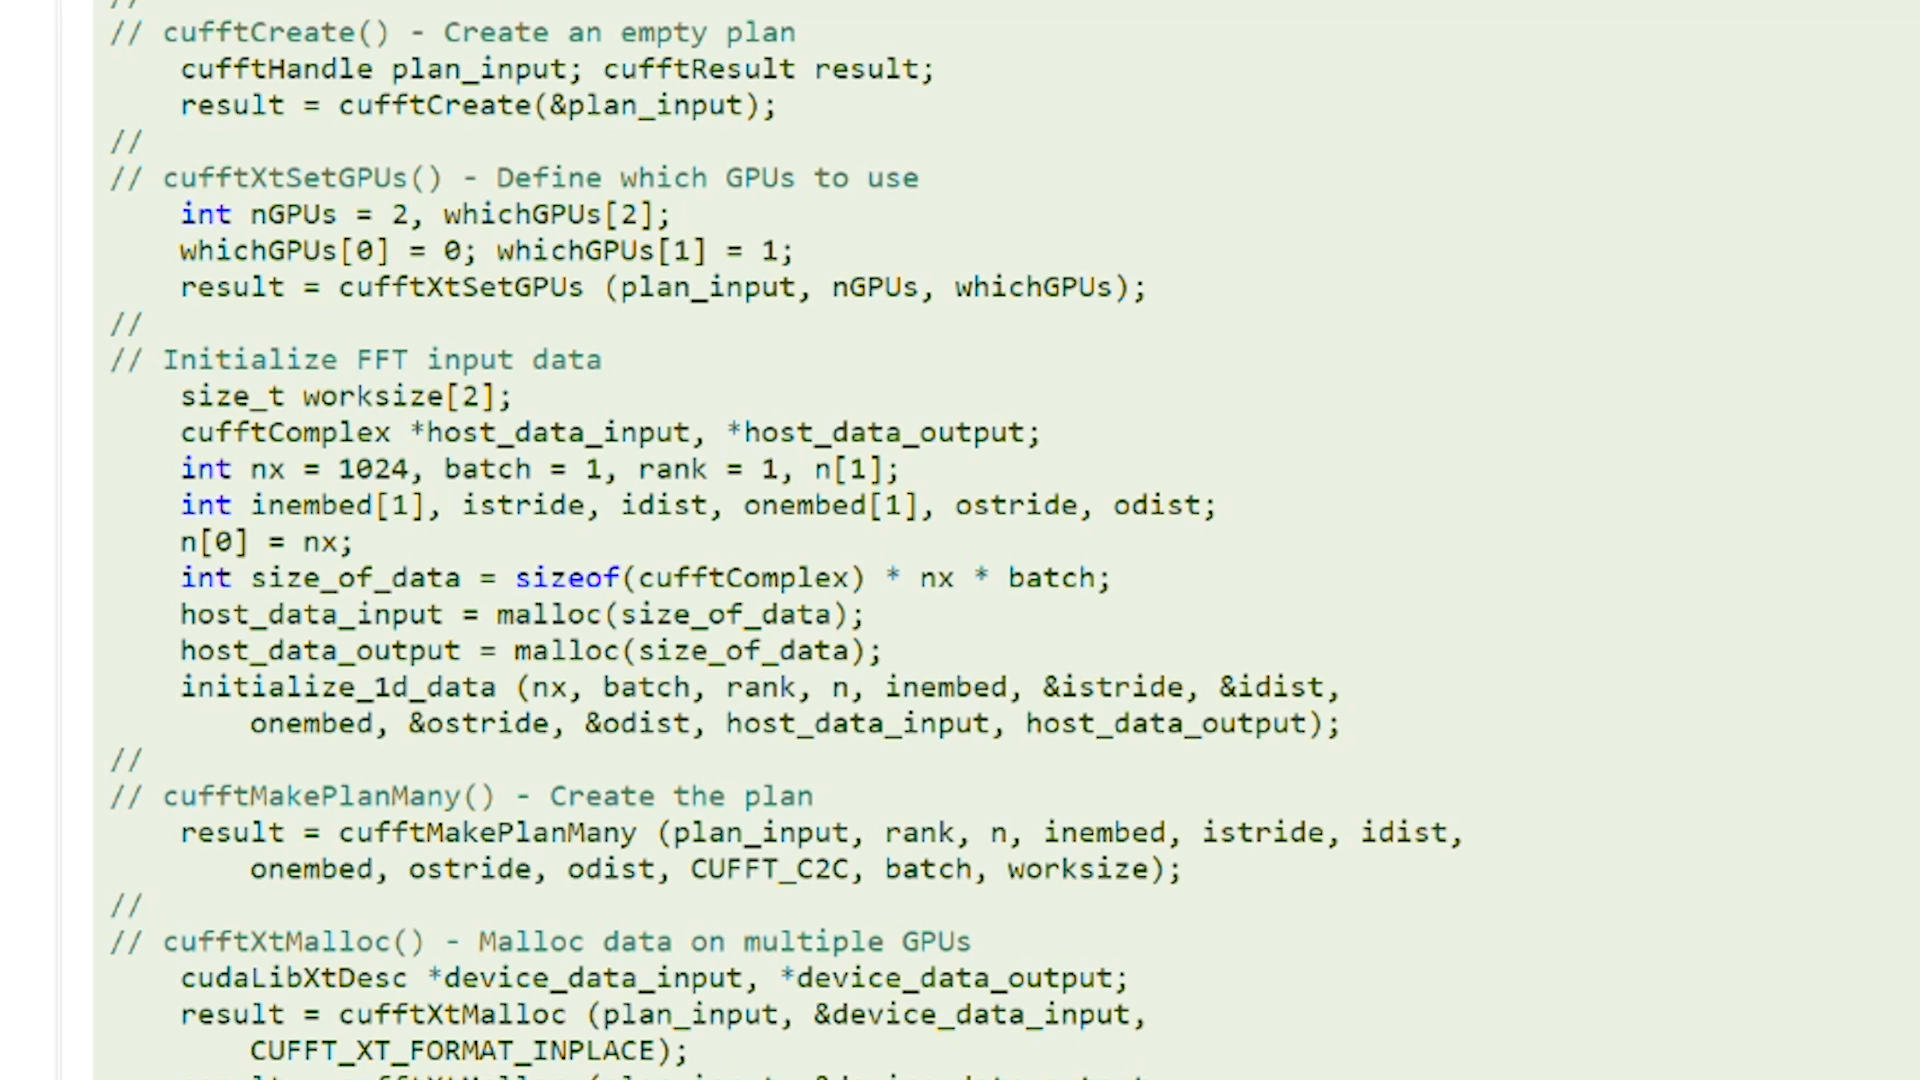 //
// cufftCreate() - Create an empty plan
    cufftHandle plan_input; cufftResult result;
    result = cufftCreate(&plan_input);
//
// cufftXtSetGPUs() - Define which GPUs to use
    int nGPUs = 2, whichGPUs[2];
    whichGPUs[0] = 0; whichGPUs[1] = 1;
    result = cufftXtSetGPUs (plan_input, nGPUs, whichGPUs);
//
// Initialize FFT input data
    size_t worksize[2];
    cufftComplex *host_data_input, *host_data_output;
    int nx = 1024, batch = 1, rank = 1, n[1];
    int inembed[1], istride, idist, onembed[1], ostride, odist;
    n[0] = nx;
    int size_of_data = sizeof(cufftComplex) * nx * batch;
    host_data_input = malloc(size_of_data);
    host_data_output = malloc(size_of_data);
    initialize_1d_data (nx, batch, rank, n, inembed, &istride, &idist,
        onembed, &ostride, &odist, host_data_input, host_data_output);
//
// cufftMakePlanMany() - Create the plan
    result = cufftMakePlanMany (plan_input, rank, n, inembed, istride, idist,
        onembed, ostride, odist, CUFFT_C2C, batch, worksize);
//
// cufftXtMalloc() - Malloc data on multiple GPUs
    cudaLibXtDesc *device_data_input, *device_data_output;
    result = cufftXtMalloc (plan_input, &device_data_input,
        CUFFT_XT_FORMAT_INPLACE);